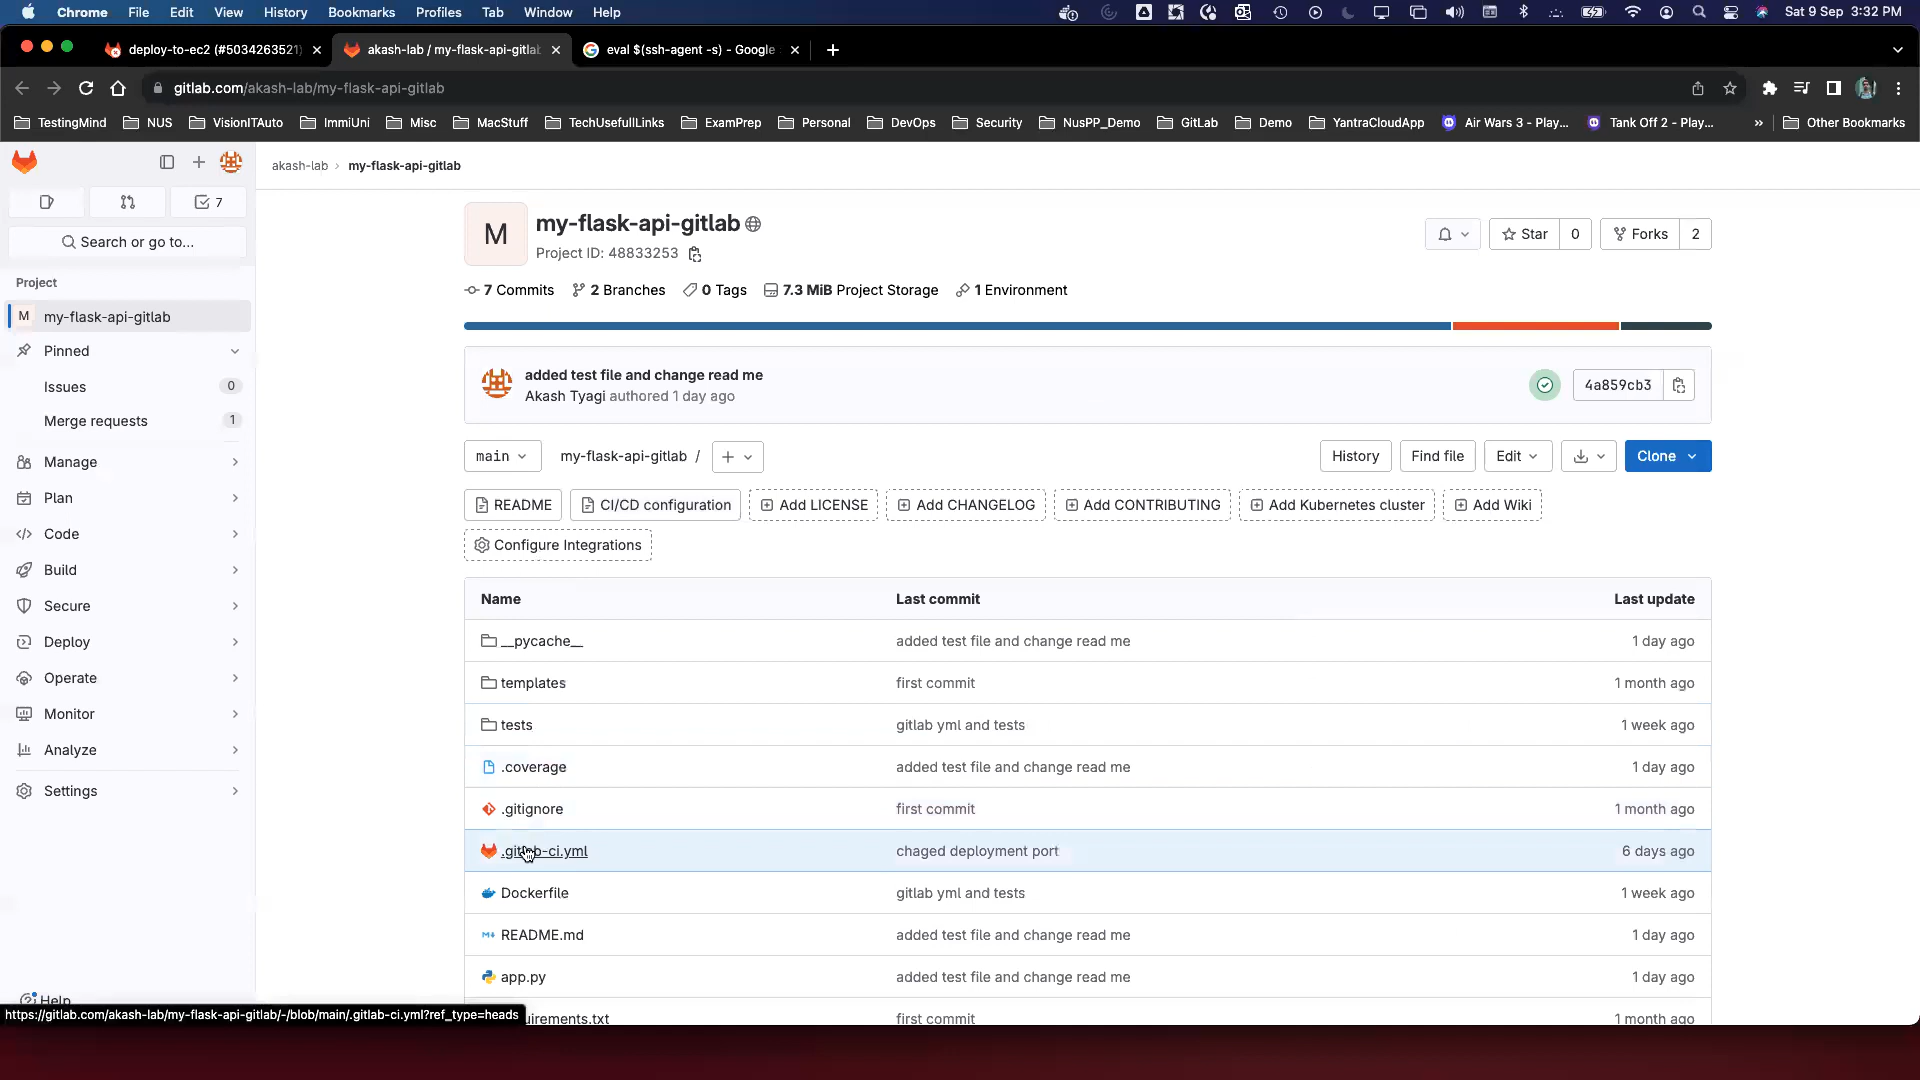 Chrome File Edit View History Bookmarks Profiles Tab Window Help Sat 9 Sep 3:32 PM
deploy-to-ec2 (#5034263521) akash-lab / my-flask-api-gitlab eval $(ssh-agent -s) - Google
gitlab.com/akash-lab/my-flask-api-gitlab
TestingMind NUS VisionITAuto ImmiUni Misc MacStuff TechUsefullLinks ExamPrep Personal DevOps Security NusPP_Demo GitLab Demo YantraCloudApp Air Wars 3 - Play... Tank Off 2 - Play... » Other Bookmarks
akash-lab › my-flask-api-gitlab
7
Search or go to...
Project
M my-flask-api-gitlab
Pinned
Issues 0
Merge requests 1
Manage
Plan
Code
Build
Secure
Deploy
Operate
Monitor
Analyze
Settings
Help
M
my-flask-api-gitlab
Project ID: 48833253
Star 0 Forks 2
7 Commits 2 Branches 0 Tags 7.3 MiB Project Storage 1 Environment
added test file and change read me
Akash Tyagi authored 1 day ago
4a859cb3
main my-flask-api-gitlab / + History Find file Edit Clone
README CI/CD configuration Add LICENSE Add CHANGELOG Add CONTRIBUTING Add Kubernetes cluster Add Wiki
Configure Integrations
Name Last commit Last update
__pycache__ added test file and change read me 1 day ago
templates first commit 1 month ago
tests gitlab yml and tests 1 week ago
.coverage added test file and change read me 1 day ago
.gitignore first commit 1 month ago
.gitlab-ci.yml chaged deployment port 6 days ago
Dockerfile gitlab yml and tests 1 week ago
README.md added test file and change read me 1 day ago
app.py added test file and change read me 1 day ago
uirements.txt first commit 1 month ago
https://gitlab.com/akash-lab/my-flask-api-gitlab/-/blob/main/.gitlab-ci.yml?ref_type=heads